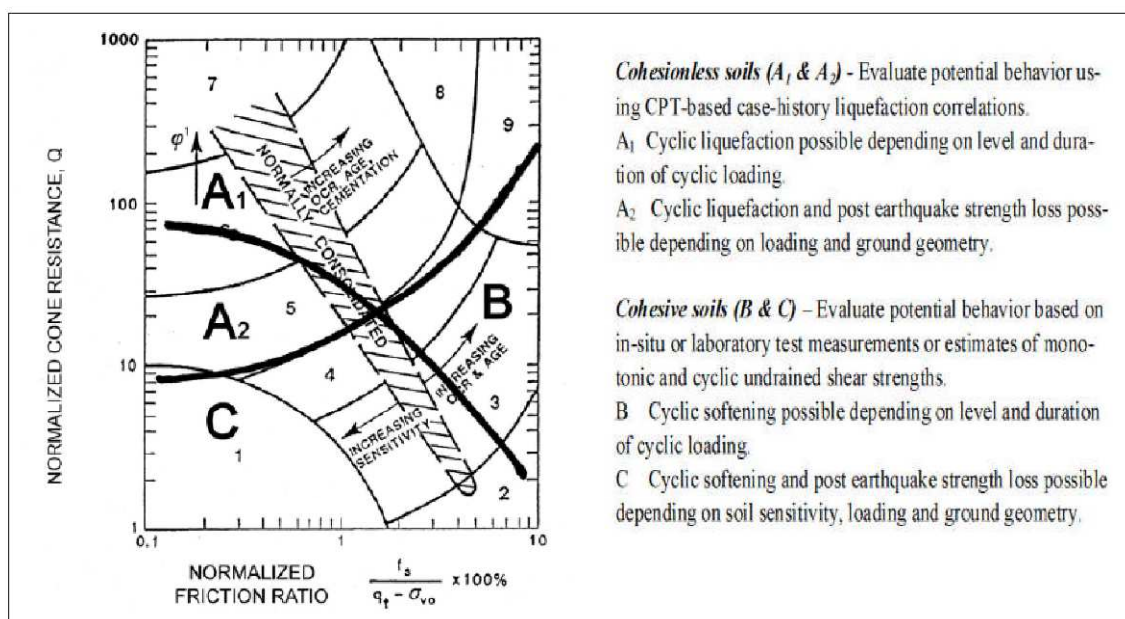 1000
7
8
9
φ'
A1
NORMALLY CONSOLIDATED
INCREASING
OCR, AGE,
CEMENTATION
100
6
NORMALIZED CONE RESISTANCE, Q
A2
5
B
10
4
INCREASING
OCR & AGE
C
INCREASING
SENSITIVITY
3
1
2
1
0.1
1
10
NORMALIZED
FRICTION RATIO
fs
qt – σvo
x100%
Cohesionless soils (A1 & A2) - Evaluate potential behavior us-
ing CPT-based case-history liquefaction correlations.
A1 Cyclic liquefaction possible depending on level and dura-
tion of cyclic loading.
A2 Cyclic liquefaction and post earthquake strength loss poss-
ible depending on loading and ground geometry.
Cohesive soils (B & C) – Evaluate potential behavior based on
in-situ or laboratory test measurements or estimates of mono-
tonic and cyclic undrained shear strengths.
B Cyclic softening possible depending on level and duration
of cyclic loading.
C Cyclic softening and post earthquake strength loss possible
depending on soil sensitivity, loading and ground geometry.